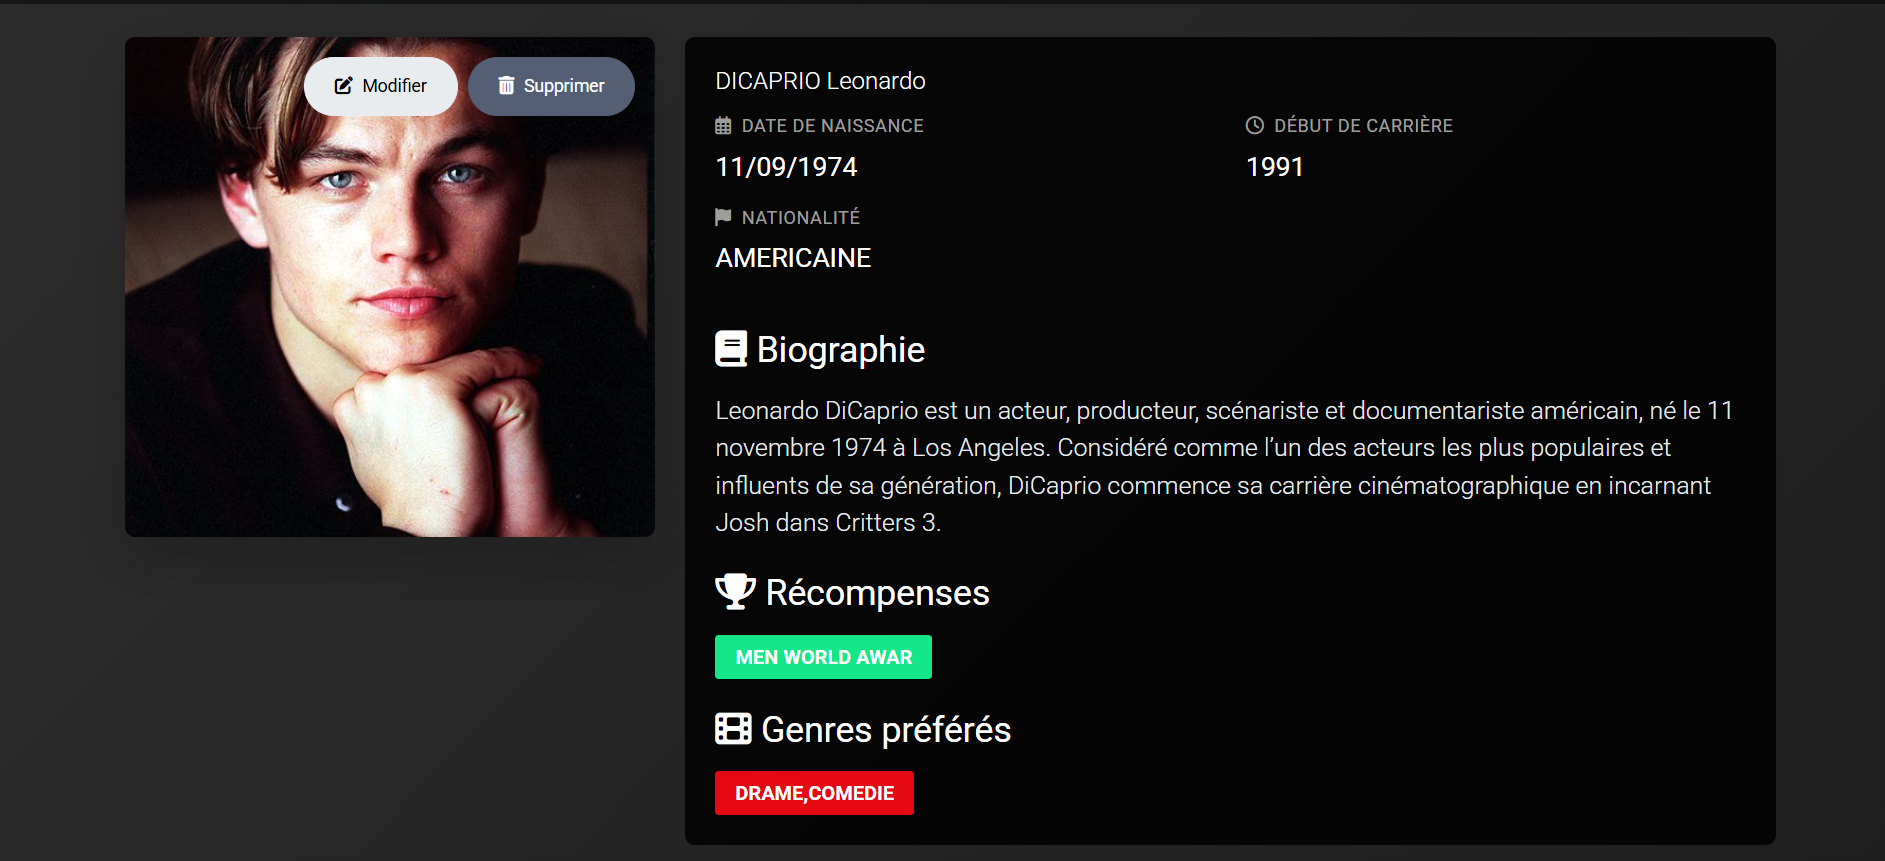 Modifier
Supprimer
DICAPRIO Leonardo
DATE DE NAISSANCE
DÉBUT DE CARRIÈRE
11/09/1974
1991
NATIONALITÉ
AMERICAINE
Biographie
Leonardo DiCaprio est un acteur, producteur, scénariste et documentariste américain, né le 11
novembre 1974 à Los Angeles. Considéré comme l’un des acteurs les plus populaires et
influents de sa génération, DiCaprio commence sa carrière cinématographique en incarnant
Josh dans Critters 3.
Récompenses
MEN WORLD AWAR
Genres préférés
DRAME,COMEDIE